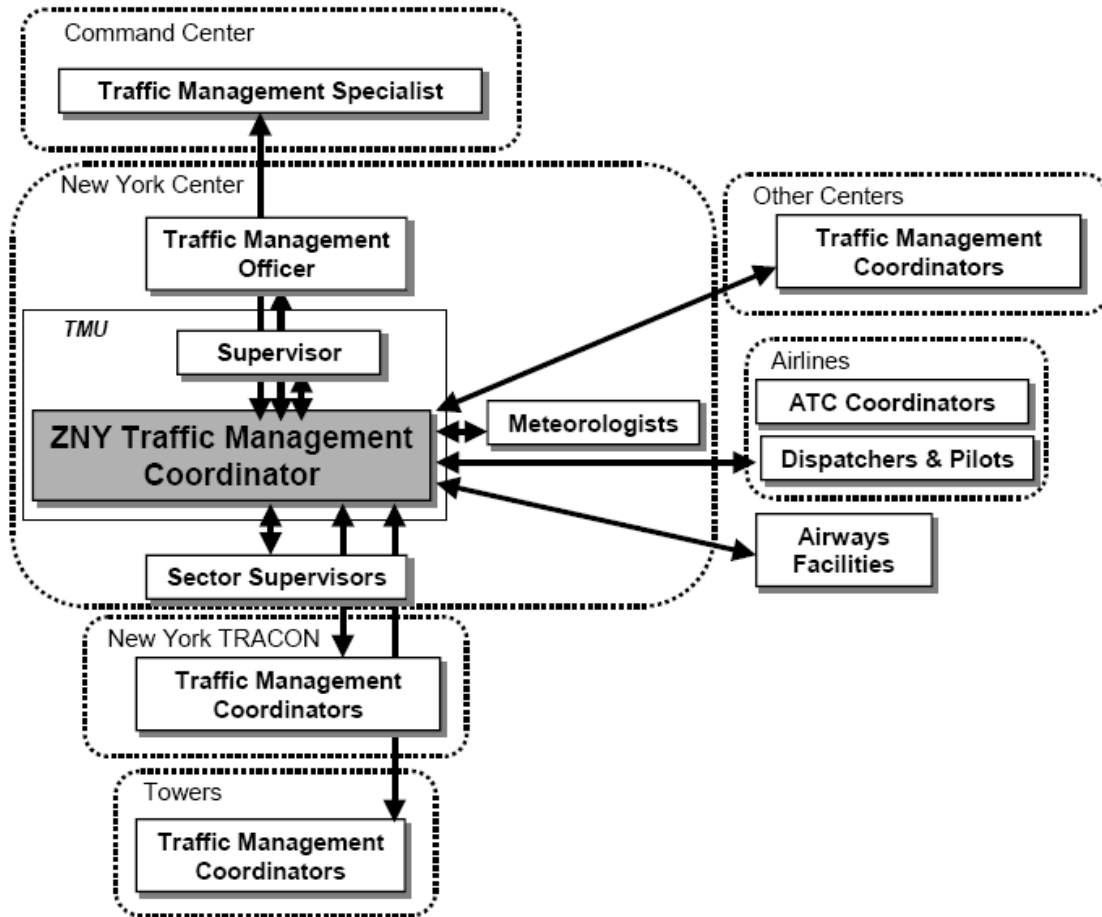 Command Center
Traffic Management Specialist
New York Center
Traffic Management
Officer
TMU
Supervisor
ZNY Traffic Management
Coordinator
Meteorologists
Sector Supervisors
Other Centers
Traffic Management
Coordinators
Airlines
ATC Coordinators
Dispatchers & Pilots
Airways
Facilities
New York TRACON
Traffic Management
Coordinators
Towers
Traffic Management
Coordinators